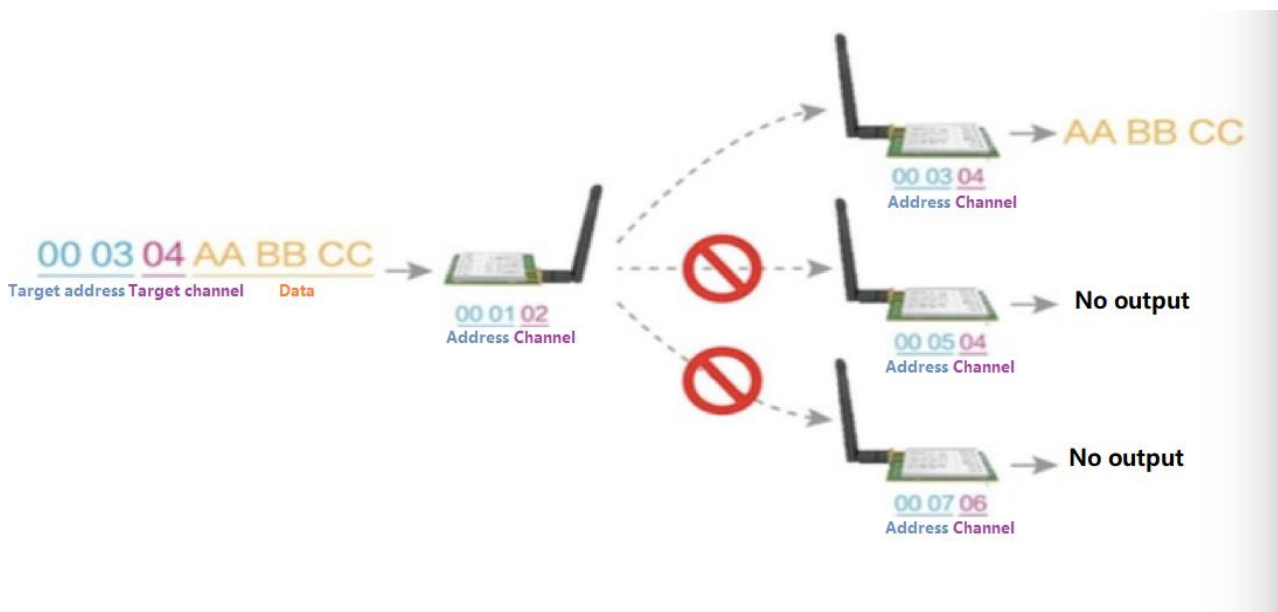 00 03 04 AA BB CC
Target address Target channel Data
00 01 02
Address Channel
AA BB CC
00 03 04
Address Channel
No output
00 05 04
Address Channel
No output
00 07 06
Address Channel